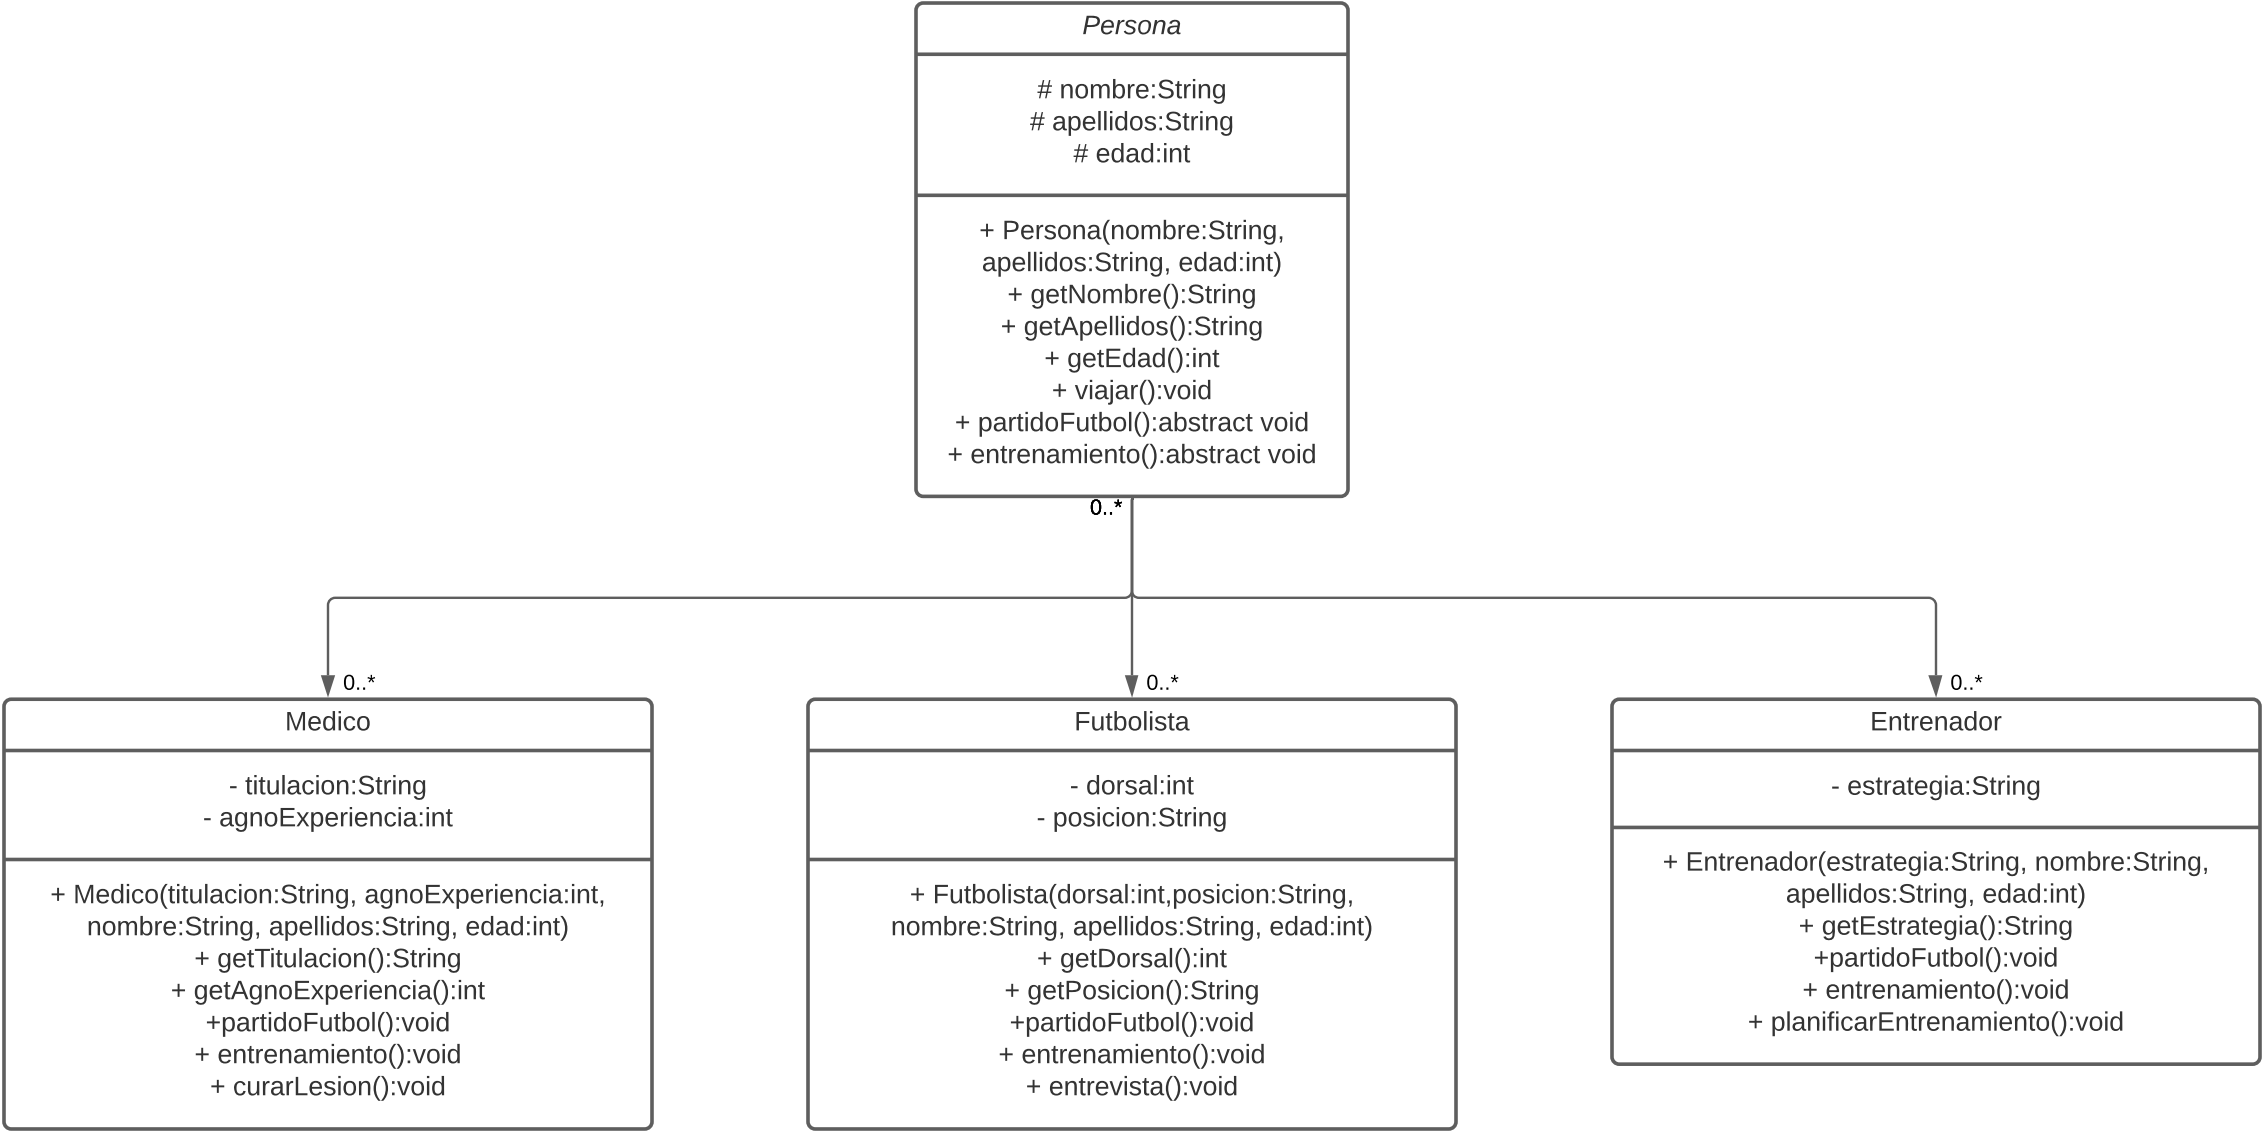 Persona
# nombre:String
# apellidos:String
# edad:int
+ Persona(nombre:String,
apellidos:String, edad:int)
+ getNombre():String
+ getApellidos():String
+ getEdad():int
+ viajar():void
+ partidoFutbol():abstract void
+ entrenamiento():abstract void
0..*
0..*
0..*
0..*
Medico
- titulacion:String
- agnoExperiencia:int
+ Medico(titulacion:String, agnoExperiencia:int,
nombre:String, apellidos:String, edad:int)
+ getTitulacion():String
+ getAgnoExperiencia():int
+partidoFutbol():void
+ entrenamiento():void
+ curarLesion():void
Futbolista
- dorsal:int
- posicion:String
+ Futbolista(dorsal:int,posicion:String,
nombre:String, apellidos:String, edad:int)
+ getDorsal():int
+ getPosicion():String
+partidoFutbol():void
+ entrenamiento():void
+ entrevista():void
Entrenador
- estrategia:String
+ Entrenador(estrategia:String, nombre:String,
apellidos:String, edad:int)
+ getEstrategia():String
+partidoFutbol():void
+ entrenamiento():void
+ planificarEntrenamiento():void